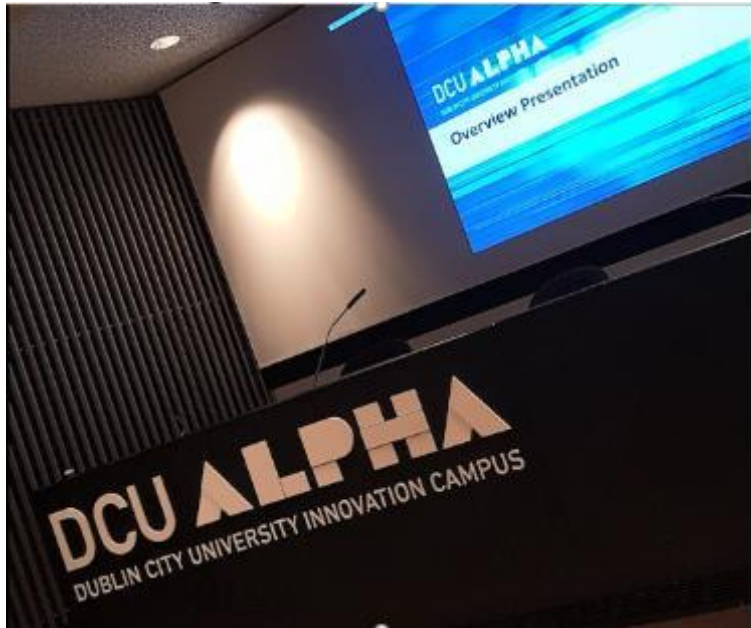 DCU ALPHA
Overview Presentation
DCU ALPHA
DUBLIN CITY UNIVERSITY INNOVATION CAMPUS